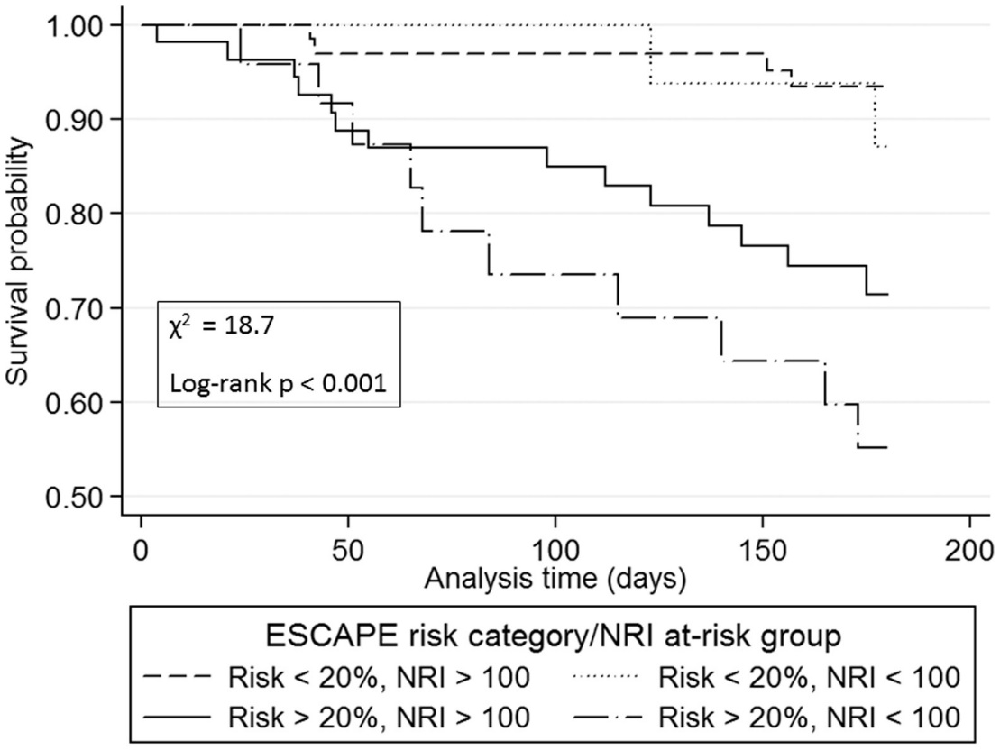 1.00
0.90
0.80
0.70
0.60
0.50
Survival probability
χ² = 18.7
Log-rank p < 0.001
0 50 100 150 200
Analysis time (days)
ESCAPE risk category/NRI at-risk group
Risk < 20%, NRI > 100 Risk < 20%, NRI < 100
Risk > 20%, NRI > 100 Risk > 20%, NRI < 100